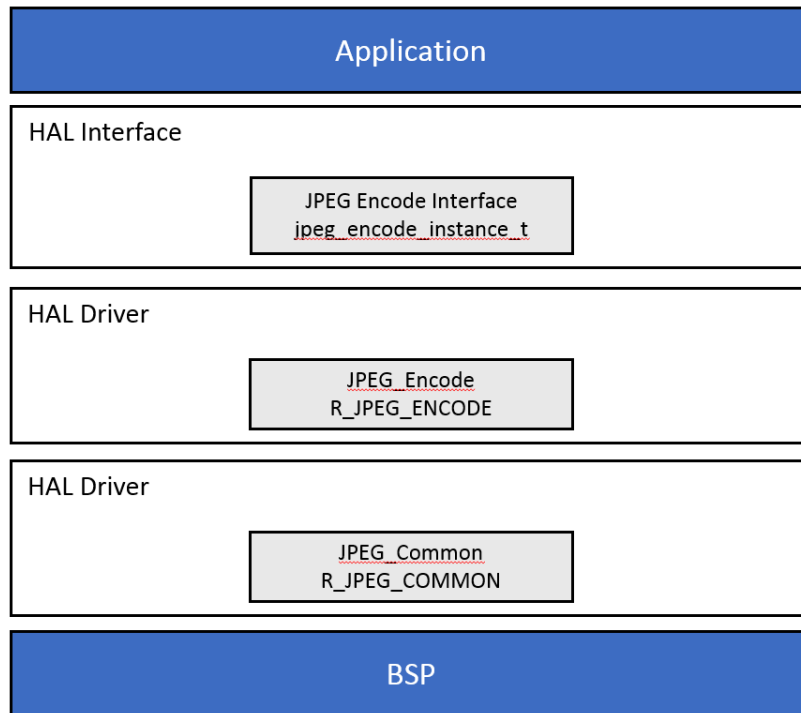 Application
HAL Interface
JPEG Encode Interface
jpeg_encode_instance_t
HAL Driver
JPEG_Encode
R_JPEG_ENCODE
HAL Driver
JPEG_Common
R_JPEG_COMMON
BSP